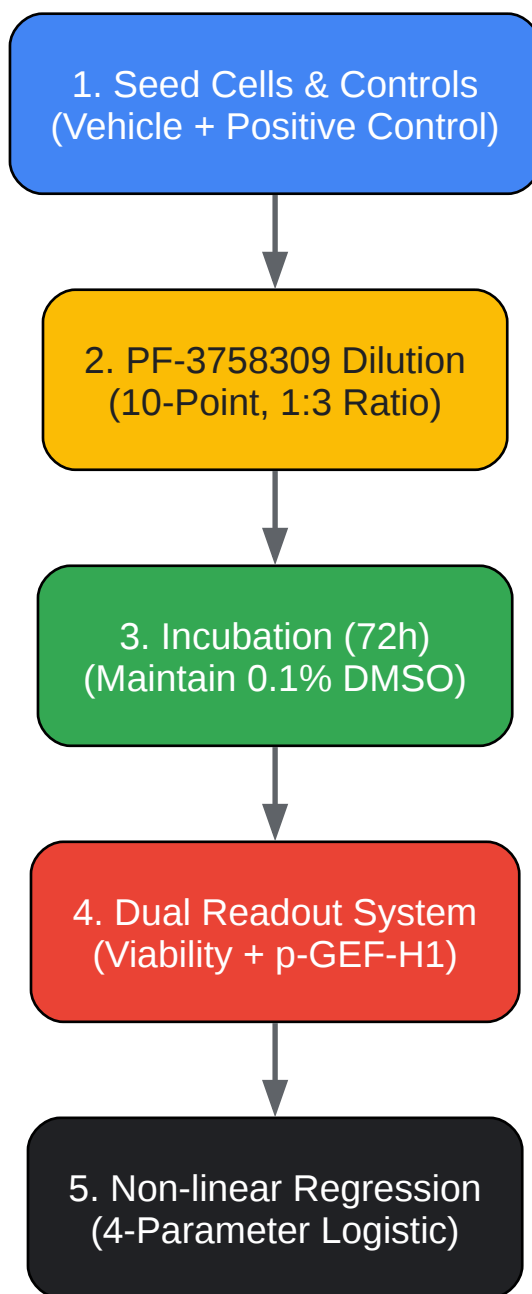 1. Seed Cells & Controls
(Vehicle + Positive Control)
2. PF-3758309 Dilution
(10-Point, 1:3 Ratio)
3. Incubation (72h)
(Maintain 0.1% DMSO)
4. Dual Readout System
(Viability + p-GEF-H1)
5. Non-linear Regression
(4-Parameter Logistic)